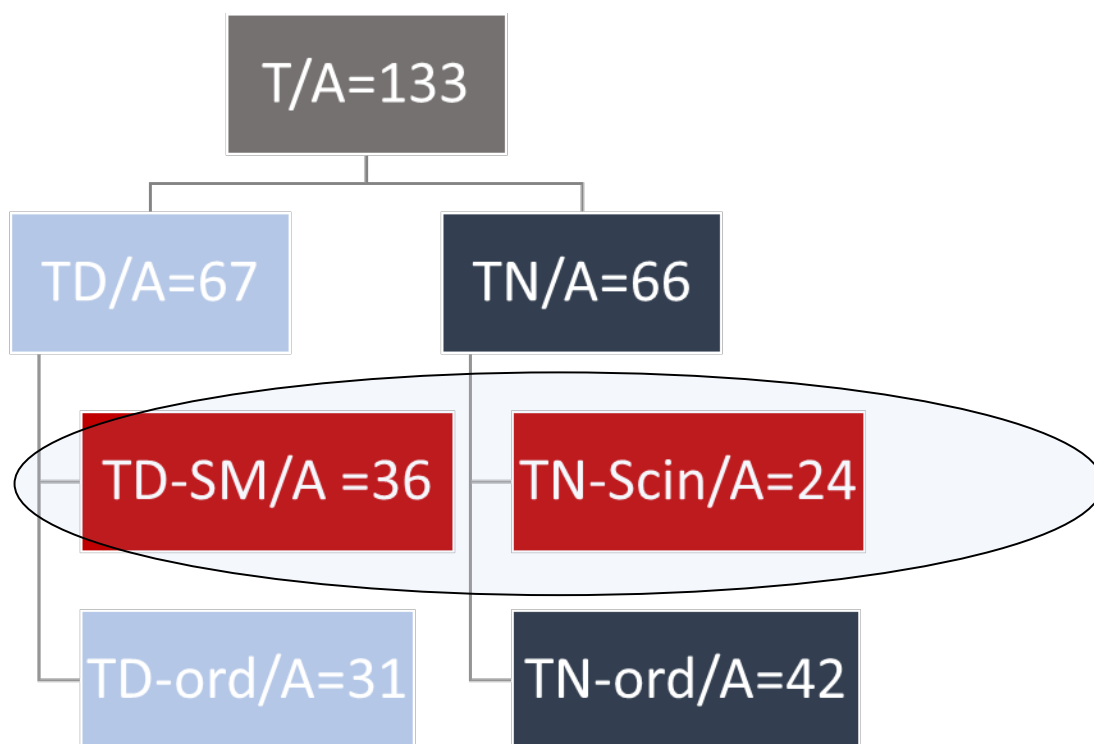 T/A=133
TD/A=67
TN/A=66
TD-SM/A =36
TN-Scin/A=24
TD-ord/A=31
TN-ord/A=42